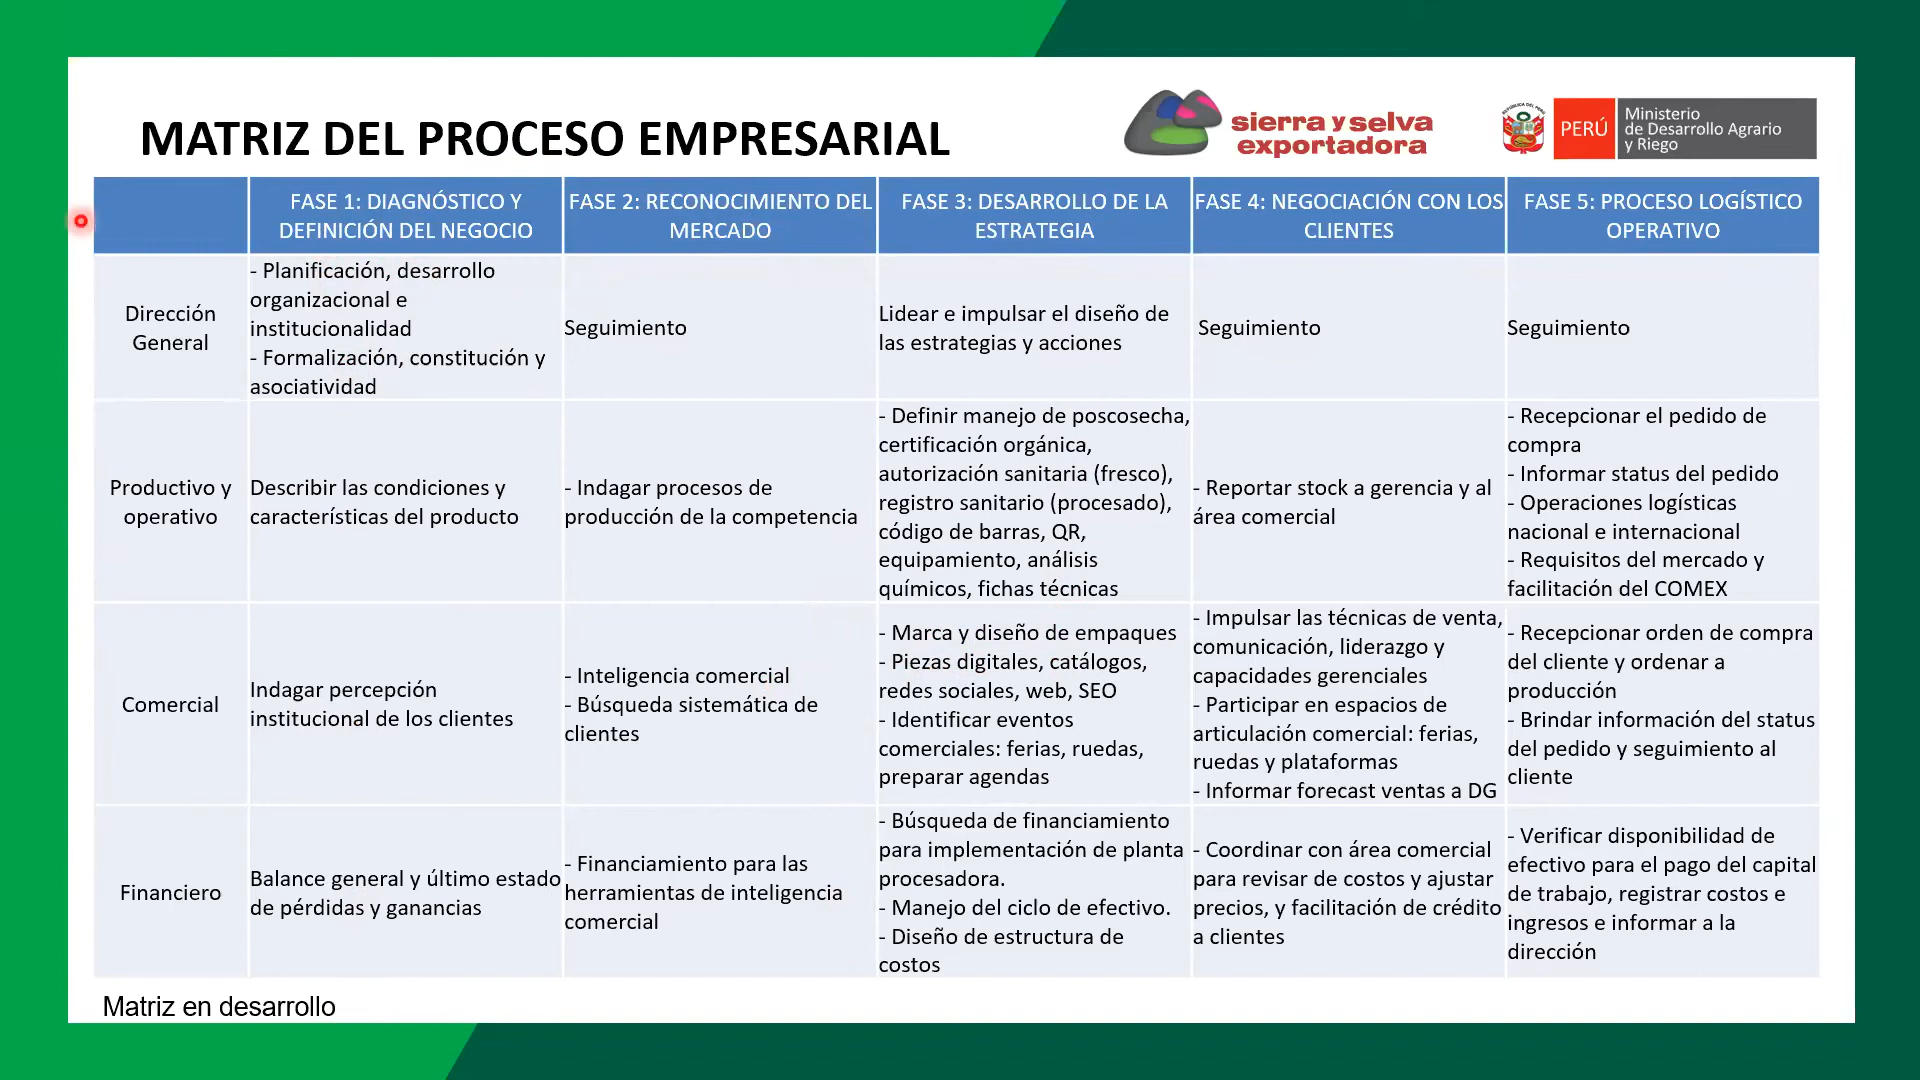 MATRIZ DEL PROCESO EMPRESARIAL
sierra y selva
exportadora
REPÚBLICA DEL PERÚ
PERÚ
Ministerio
de Desarrollo Agrario
y Riego
FASE 1: DIAGNÓSTICO Y
DEFINICIÓN DEL NEGOCIO
FASE 2: RECONOCIMIENTO DEL
MERCADO
FASE 3: DESARROLLO DE LA
ESTRATEGIA
FASE 4: NEGOCIACIÓN CON LOS
CLIENTES
FASE 5: PROCESO LOGÍSTICO
OPERATIVO
Dirección
General
- Planificación, desarrollo
organizacional e
institucionalidad
- Formalización, constitución y
asociatividad
Seguimiento
Lidear e impulsar el diseño de
las estrategias y acciones
Seguimiento
Seguimiento
Productivo y
operativo
Describir las condiciones y
características del producto
- Indagar procesos de
producción de la competencia
- Definir manejo de poscosecha,
certificación orgánica,
autorización sanitaria (fresco),
registro sanitario (procesado),
código de barras, QR,
equipamiento, análisis
químicos, fichas técnicas
- Reportar stock a gerencia y al
área comercial
- Recepcionar el pedido de
compra
- Informar status del pedido
- Operaciones logísticas
nacional e internacional
- Requisitos del mercado y
facilitación del COMEX
Comercial
Indagar percepción
institucional de los clientes
- Inteligencia comercial
- Búsqueda sistemática de
clientes
- Marca y diseño de empaques
- Piezas digitales, catálogos,
redes sociales, web, SEO
- Identificar eventos
comerciales: ferias, ruedas,
preparar agendas
- Impulsar las técnicas de venta,
comunicación, liderazgo y
capacidades gerenciales
- Participar en espacios de
articulación comercial: ferias,
ruedas y plataformas
- Informar forecast ventas a DG
- Recepcionar orden de compra
del cliente y ordenar a
producción
- Brindar información del status
del pedido y seguimiento al
cliente
Financiero
Balance general y último estado
de pérdidas y ganancias
- Financiamiento para las
herramientas de inteligencia
comercial
- Búsqueda de financiamiento
para implementación de planta
procesadora.
- Manejo del ciclo de efectivo.
- Diseño de estructura de
costos
- Coordinar con área comercial
para revisar de costos y ajustar
precios, y facilitación de crédito
a clientes
- Verificar disponibilidad de
efectivo para el pago del capital
de trabajo, registrar costos e
ingresos e informar a la
dirección
Matriz en desarrollo